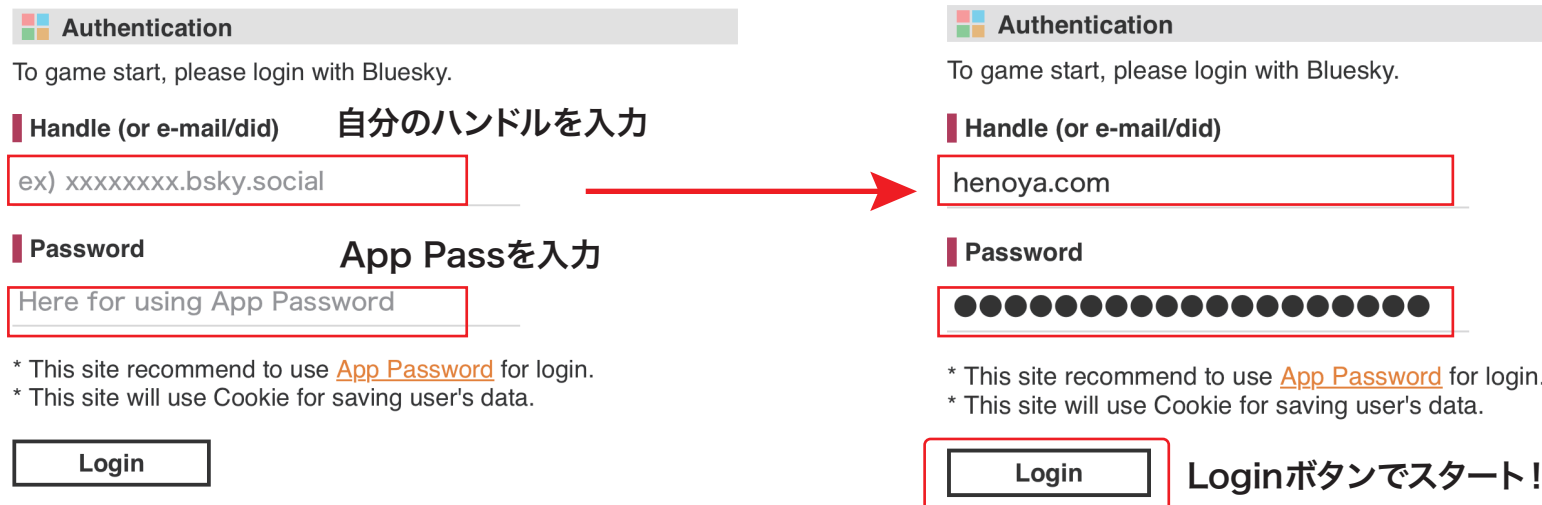 Authentication
To game start, please login with Bluesky.
Handle (or e-mail/did)
自分のハンドルを入力
ex) xxxxxxxx.bsky.social
Password
App Passを入力
Here for using App Password
* This site recommend to use App Password for login.
* This site will use Cookie for saving user's data.
Login
Authentication
To game start, please login with Bluesky.
Handle (or e-mail/did)
henoya.com
Password
●●●●●●●●●●●●●●●●●●●
* This site recommend to use App Password for login.
* This site will use Cookie for saving user's data.
Login
Loginボタンでスタート！